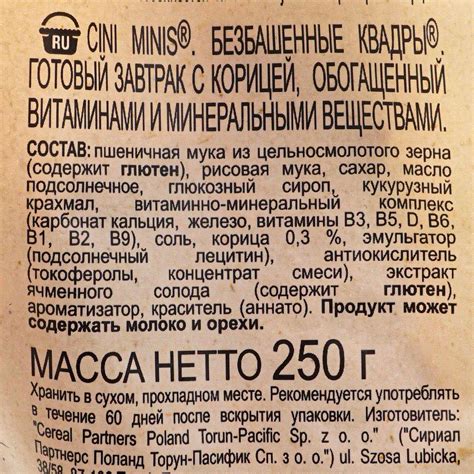 RU CINI MINIS®. БЕЗБАШЕННЫЕ КВАДРЫ®.
ГОТОВЫЙ ЗАВТРАК С КОРИЦЕЙ, ОБОГАЩЕННЫЙ
ВИТАМИНАМИ И МИНЕРАЛЬНЫМИ ВЕЩЕСТВАМИ.
СОСТАВ: пшеничная мука из цельносмолотого зерна
(содержит глютен), рисовая мука, сахар, масло
подсолнечное, глюкозный сироп, кукурузный
крахмал, витаминно-минеральный комплекс
(карбонат кальция, железо, витамины B3, B5, D, B6,
B1, B2, B9), соль, корица 0,3 %, эмульгатор
(подсолнечный лецитин), антиокислитель
(токоферолы, концентрат смеси), экстракт
ячменного солода (содержит глютен),
ароматизатор, краситель (аннато). Продукт может
содержать молоко и орехи.
МАССА НЕТТО 250 г
Хранить в сухом, прохладном месте. Рекомендуется употреблять
в течение 60 дней после вскрытия упаковки. Изготовитель:
"Cereal Partners Poland Torun-Pacific Sp. z o. o." ("Сириал
Партнерс Поланд Торун-Пасифик Сп. з о. о.") ul. Szosa Lubicka,
38/58, 87-100